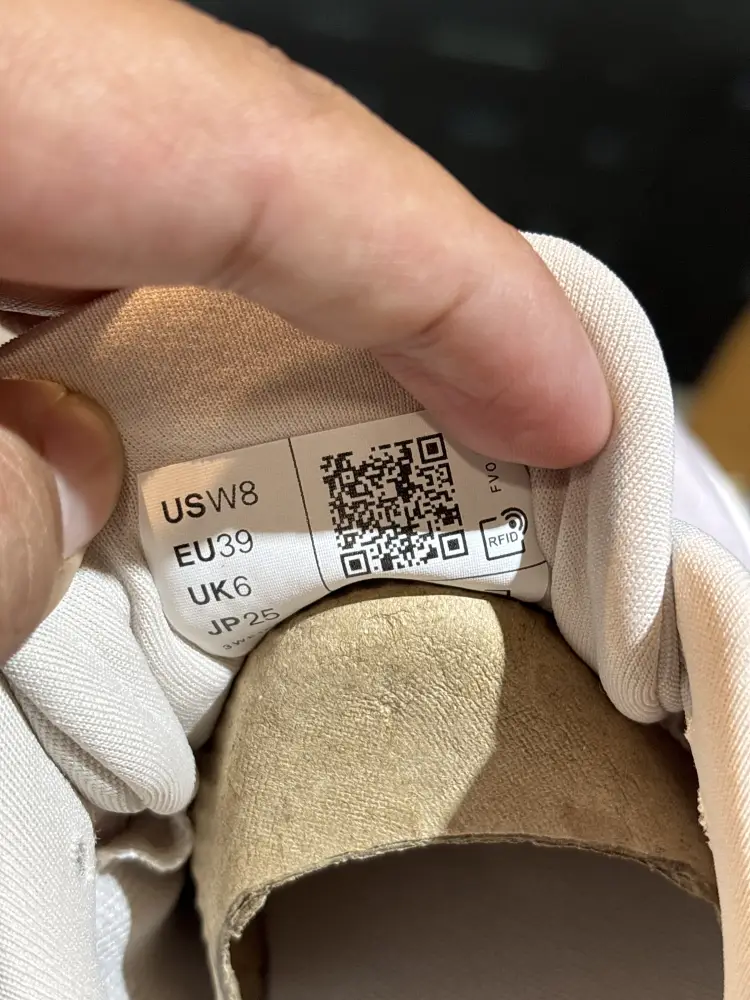 USW8
EU39
UK6
JP25
FVO
RFID